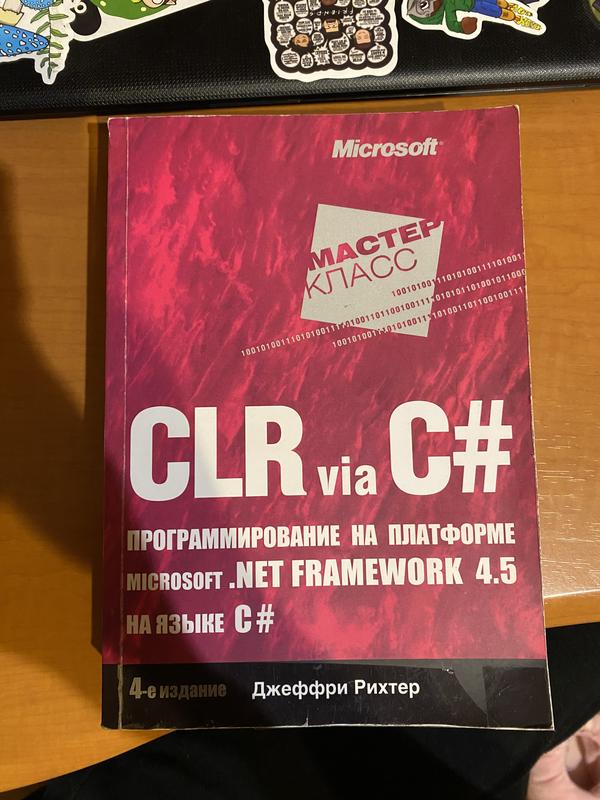 FRIENDS
Microsoft®
МАСТЕР
КЛАСС
CLR via C#
ПРОГРАММИРОВАНИЕ НА ПЛАТФОРМЕ
MICROSOFT .NET FRAMEWORK 4.5
НА ЯЗЫКЕ C#
4-е издание Джеффри Рихтер